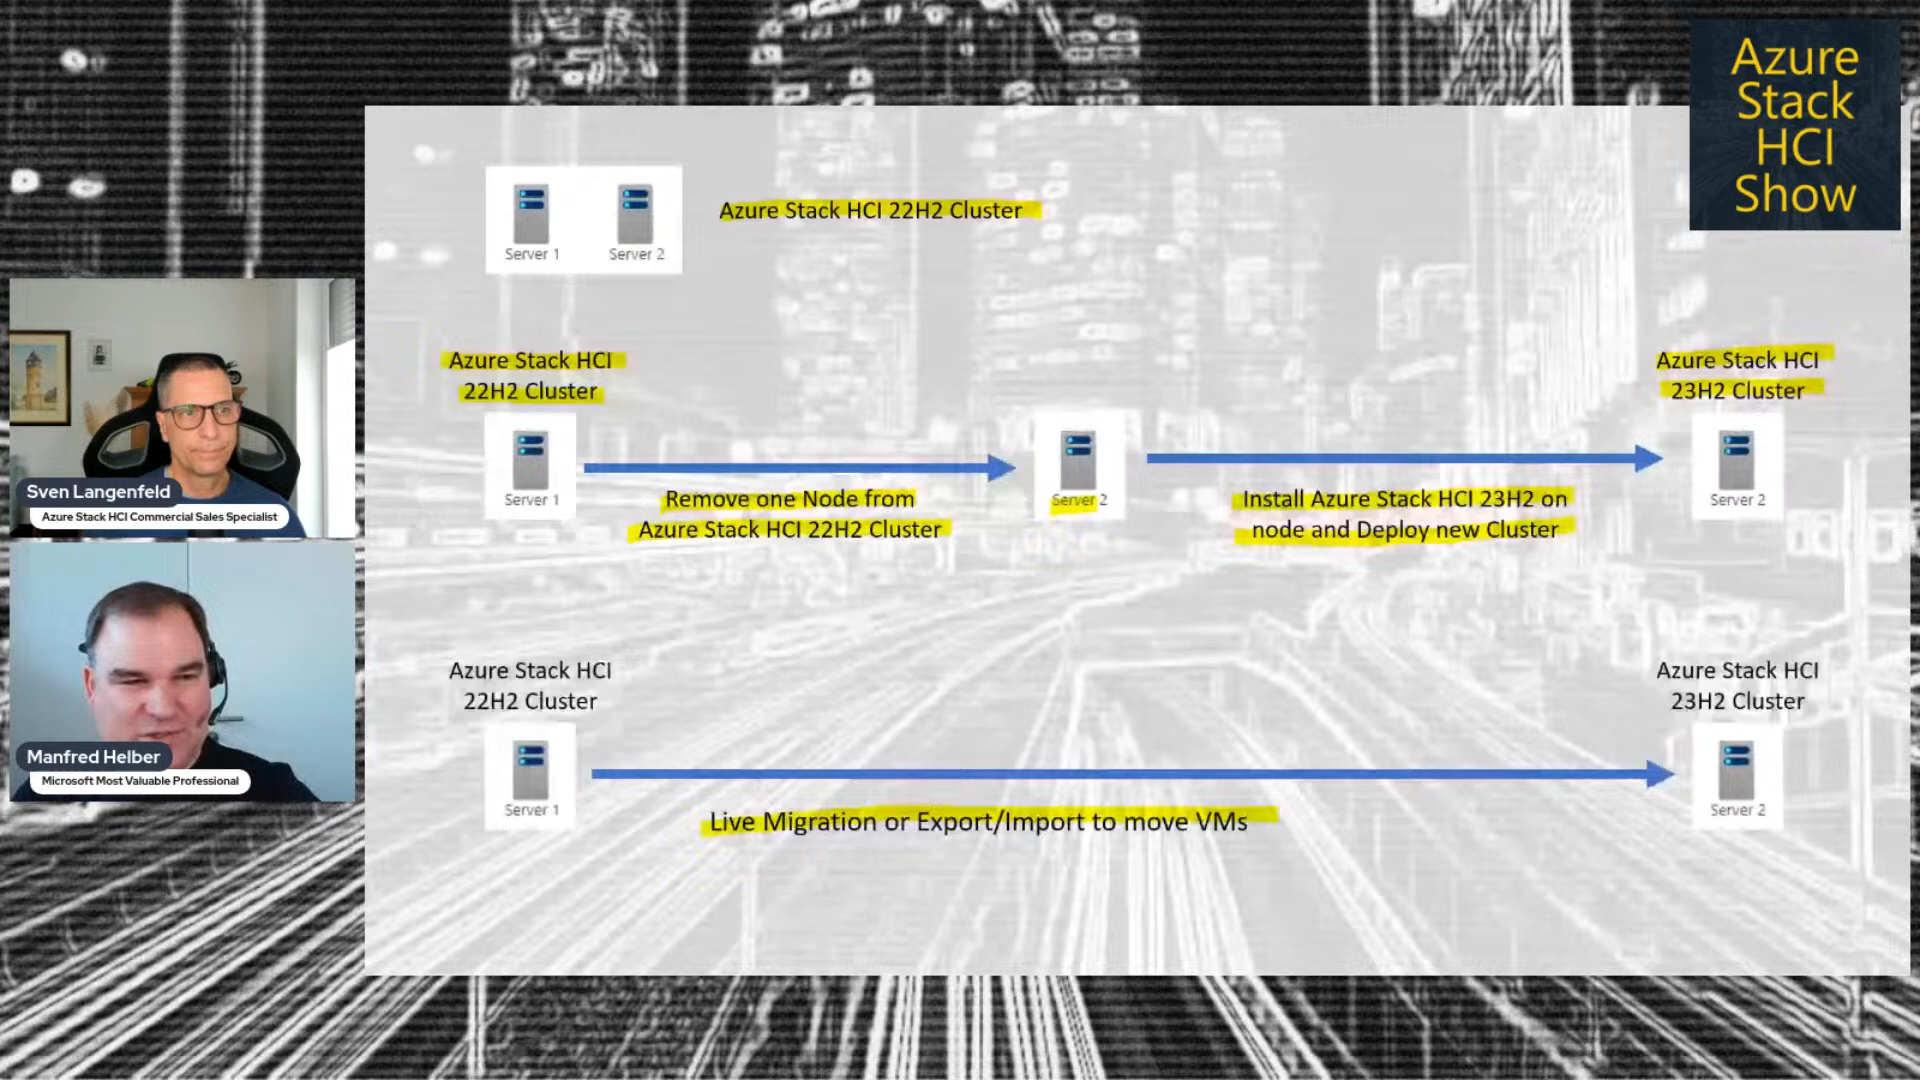 Azure
Stack
HCI
Show
Server 1
Server 2
Azure Stack HCI 22H2 Cluster
Azure Stack HCI
22H2 Cluster
Azure Stack HCI
23H2 Cluster
Server 1
Remove one Node from
Azure Stack HCI 22H2 Cluster
Server 2
Install Azure Stack HCI 23H2 on
node and Deploy new Cluster
Server 2
Sven Langenfeld
Azure Stack HCI Commercial Sales Specialist
Azure Stack HCI
22H2 Cluster
Azure Stack HCI
23H2 Cluster
Manfred Helber
Microsoft Most Valuable Professional
Server 1
Live Migration or Export/Import to move VMs
Server 2